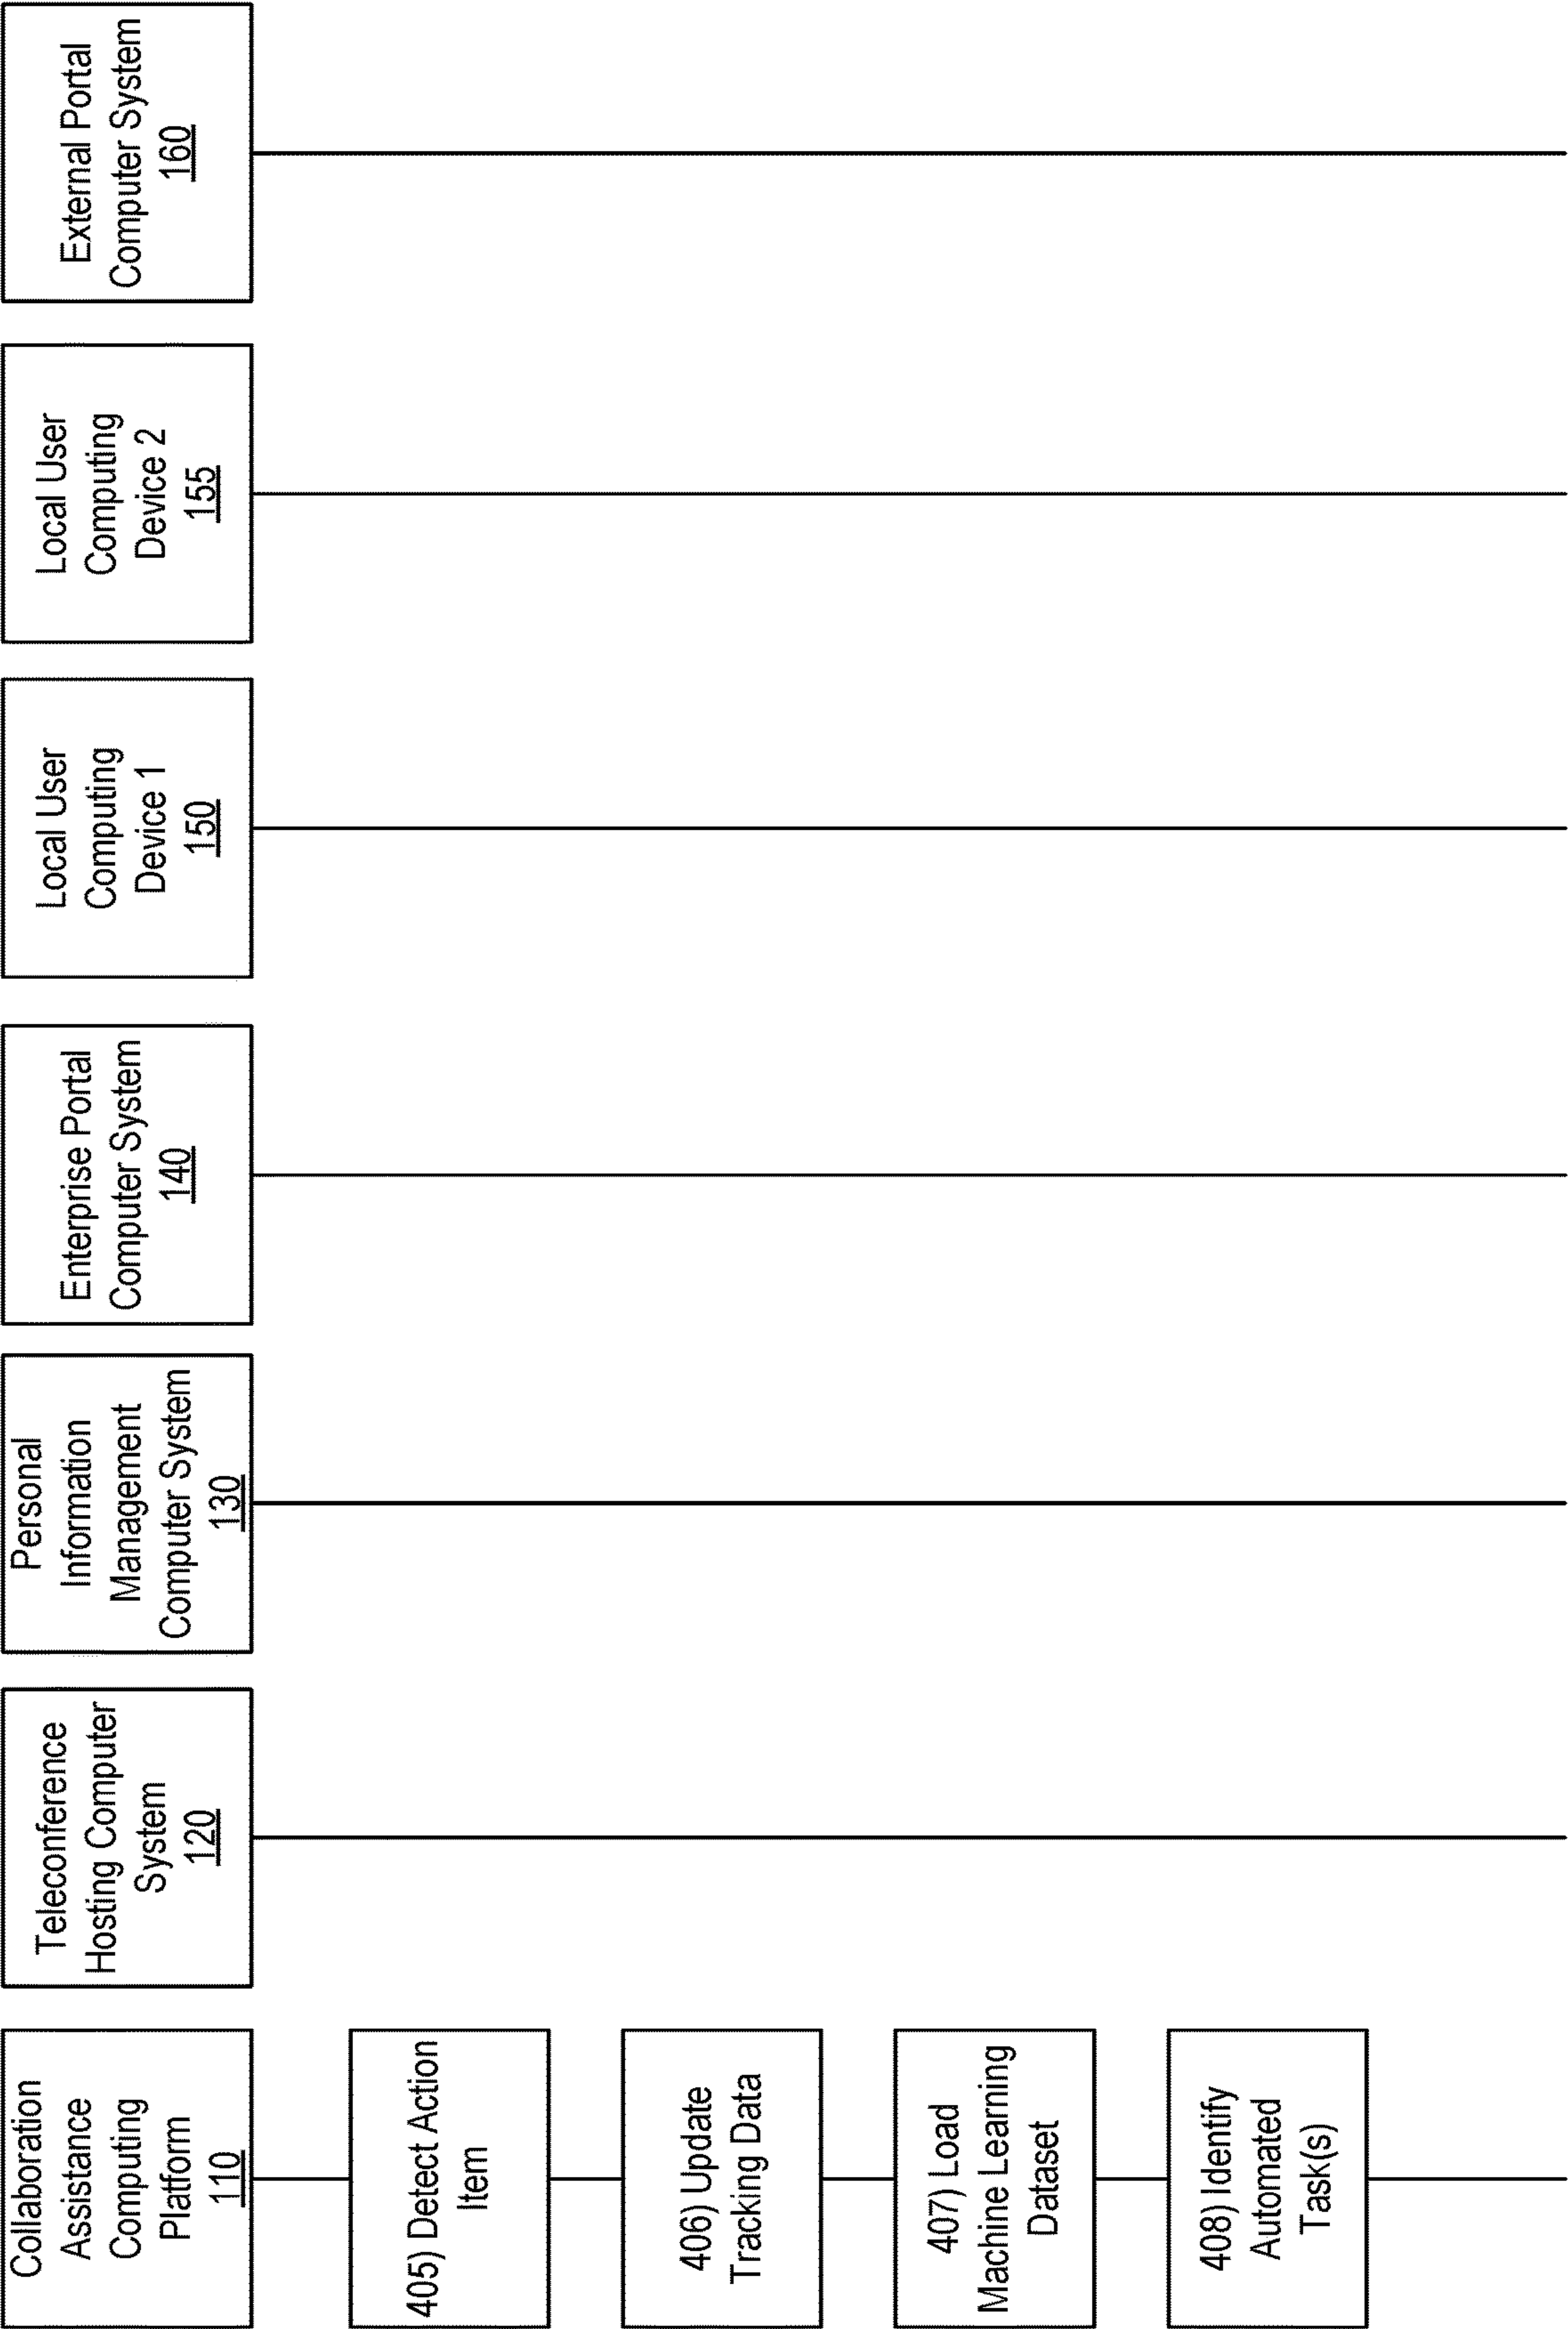 Collaboration
Assistance
Computing
Platform
110
Teleconference
Hosting Computer
System
120
Personal
Information
Management
Computer System
130
Enterprise Portal
Computer System
140
Local User
Computing
Device 1
150
Local User
Computing
Device 2
155
External Portal
Computer System
160
405) Detect Action
Item
406) Update
Tracking Data
407) Load
Machine Learning
Dataset
408) Identify
Automated
Task(s)